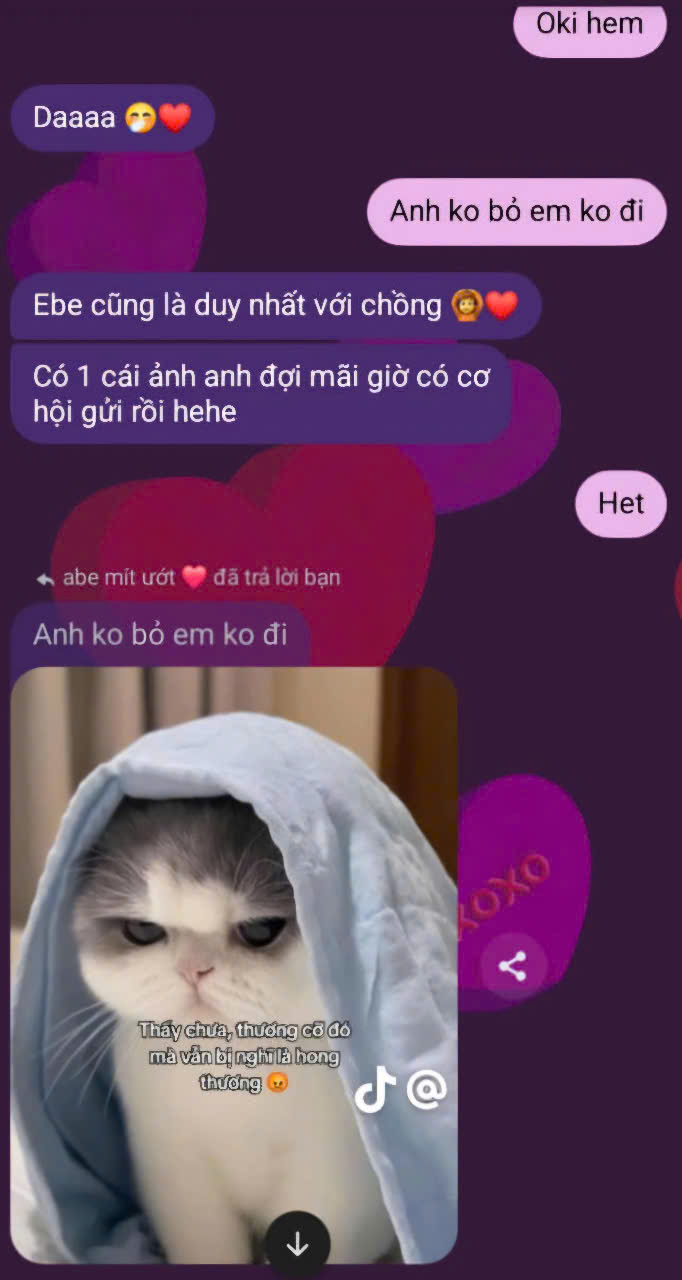 Oki hem
Daaaa 🤭❤️
Anh ko bỏ em ko đi
Ebe cũng là duy nhất với chồng 🙆❤️
Có 1 cái ảnh anh đợi mãi giờ có cơ
hội gửi rồi hehe
Het
abe mít ướt ❤️ đã trả lời bạn
Anh ko bỏ em ko đi
XOXO
Thấy chưa, thương cỡ đó
mà vẫn bị nghĩ là hong
thương 😡
@